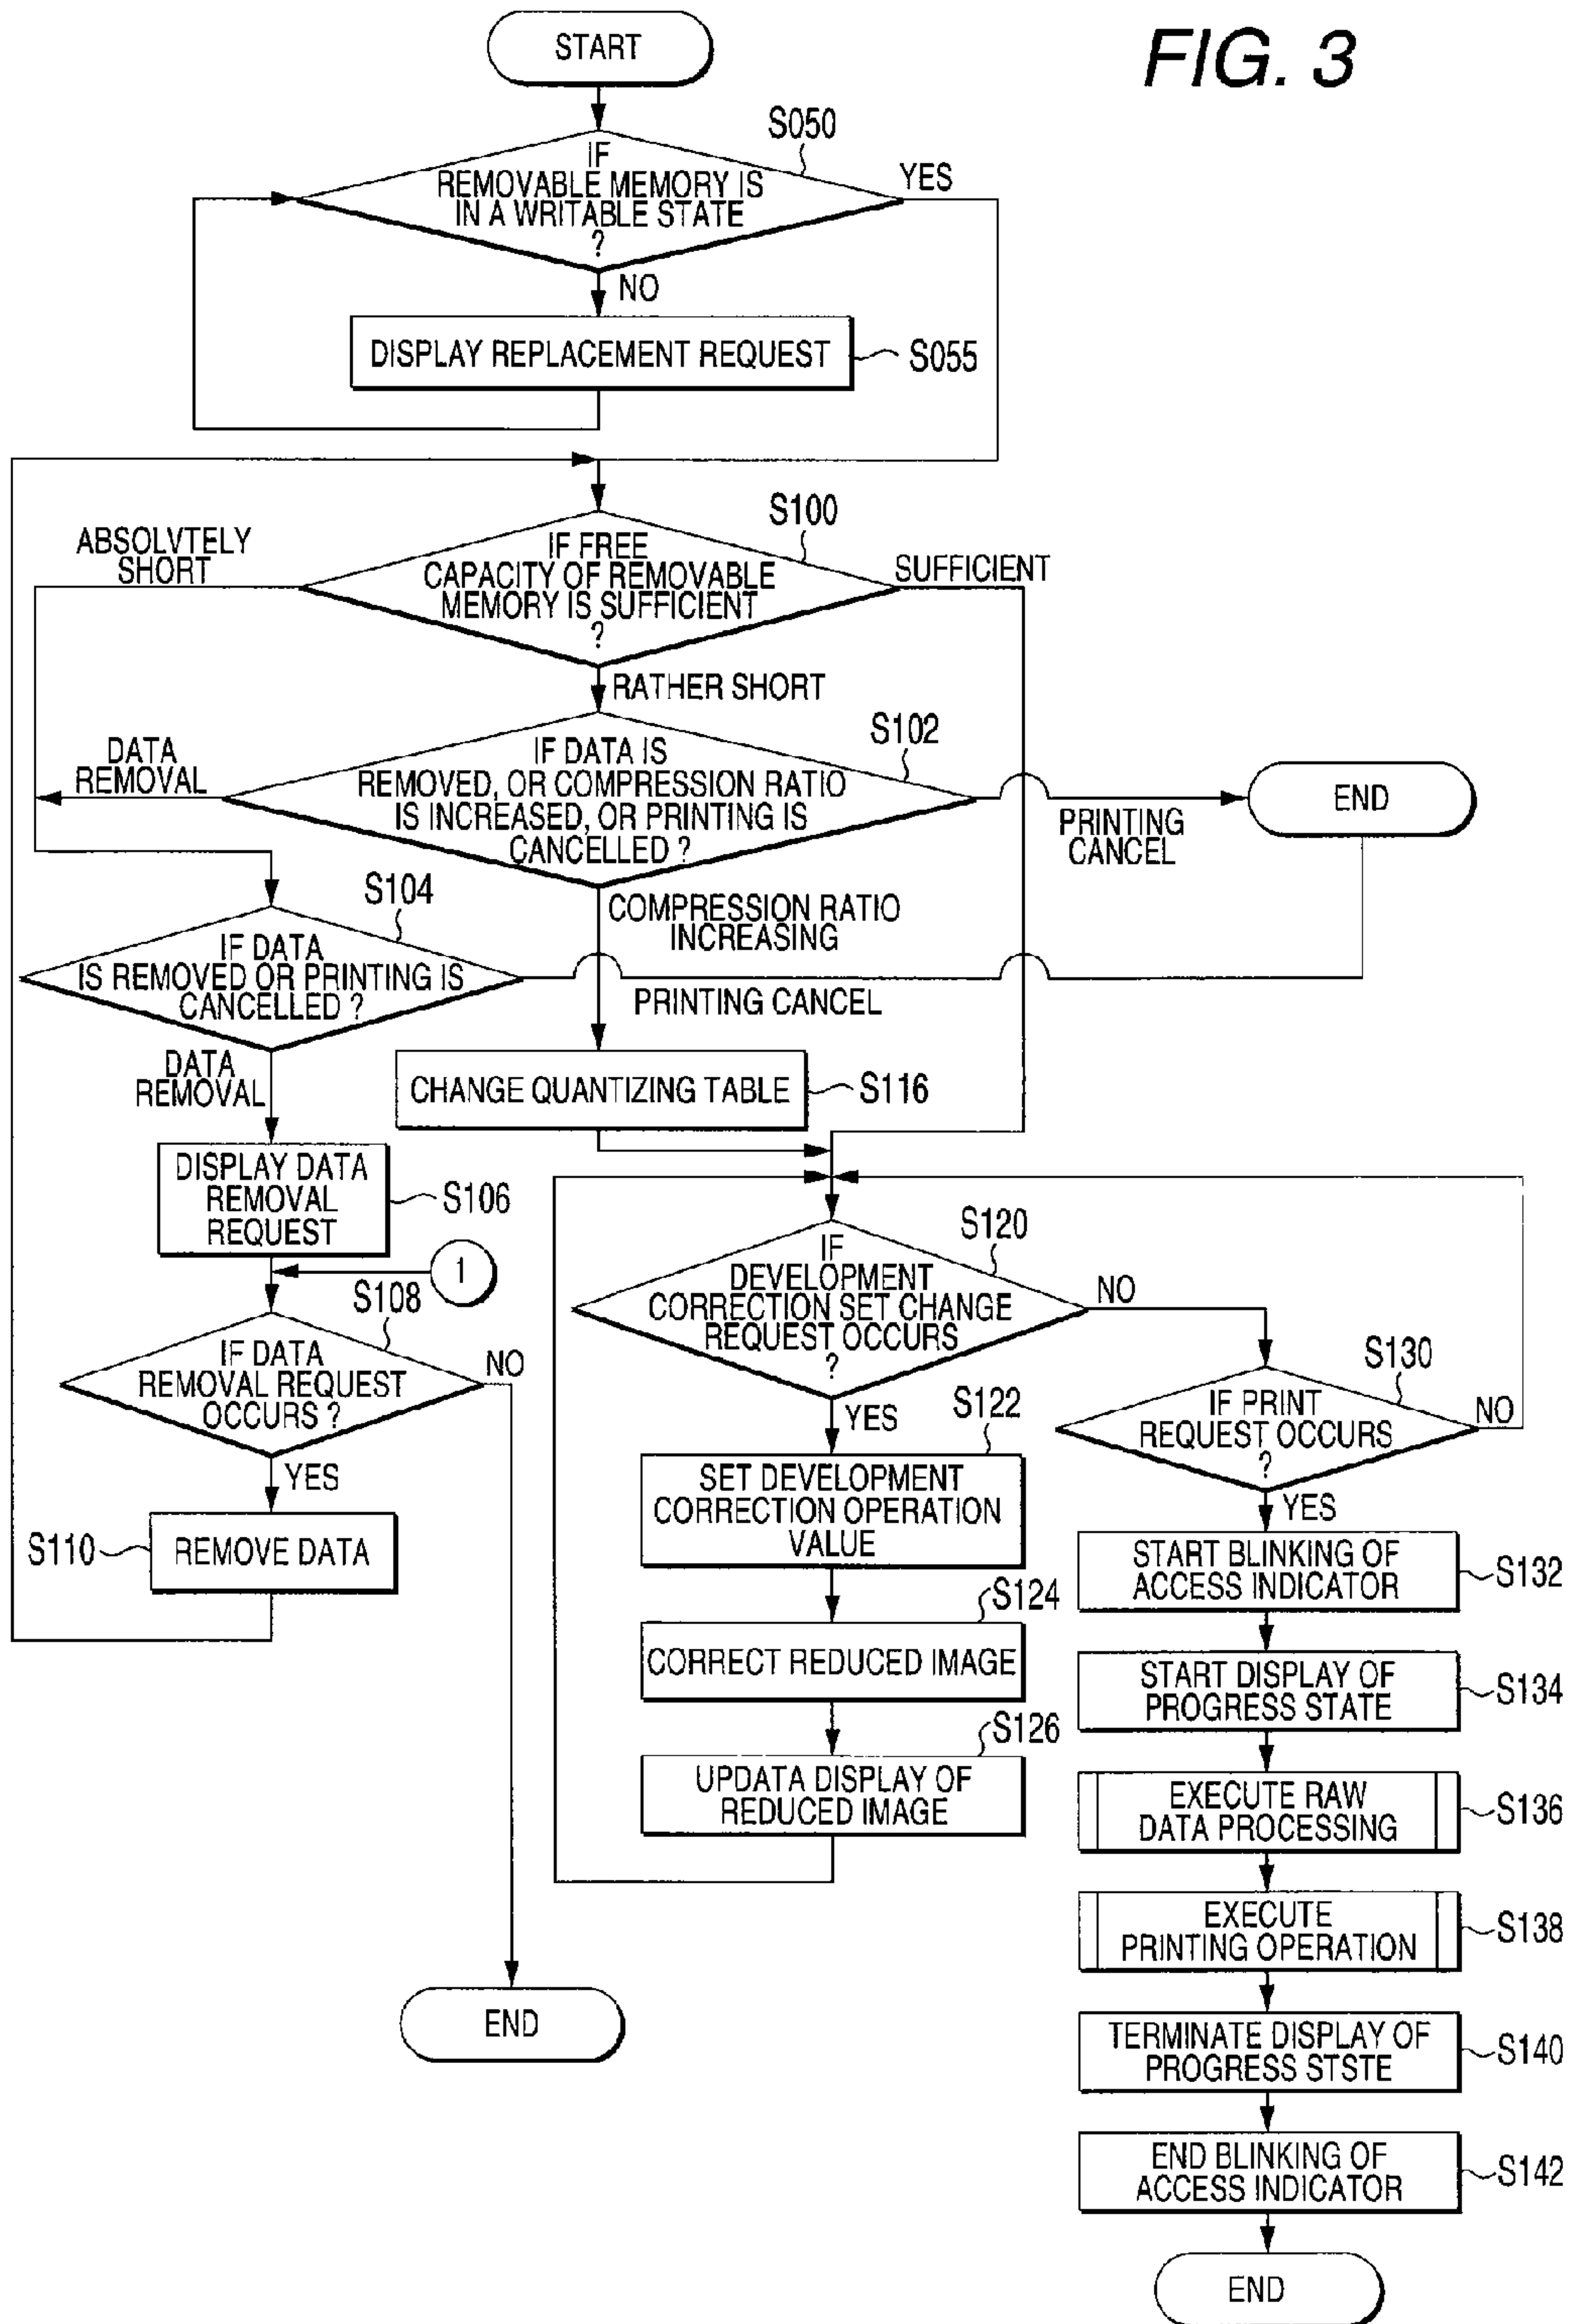 FIG. 3
START
S050
IF
REMOVABLE MEMORY IS
IN A WRITABLE STATE
?
YES
NO
DISPLAY REPLACEMENT REQUEST
S055
S100
ABSOLVTELY
SHORT
IF FREE
CAPACITY OF REMOVABLE
MEMORY IS SUFFICIENT
?
SUFFICIENT
RATHER SHORT
S102
DATA
REMOVAL
IF DATA IS
REMOVED, OR COMPRESSION RATIO
IS INCREASED, OR PRINTING IS
CANCELLED ?
PRINTING
CANCEL
END
COMPRESSION RATIO
INCREASING
S104
IF DATA
IS REMOVED OR PRINTING IS
CANCELLED ?
PRINTING CANCEL
DATA
REMOVAL
CHANGE QUANTIZING TABLE
S116
DISPLAY DATA
REMOVAL
REQUEST
S106
1
S108
IF DATA
REMOVAL REQUEST
OCCURS ?
NO
YES
S110
REMOVE DATA
END
S120
IF
DEVELOPMENT
CORRECTION SET CHANGE
REQUEST OCCURS
?
NO
YES
S122
SET DEVELOPMENT
CORRECTION OPERATION
VALUE
S124
CORRECT REDUCED IMAGE
S126
UPDATA DISPLAY OF
REDUCED IMAGE
S130
IF PRINT
REQUEST OCCURS
?
NO
YES
START BLINKING OF
ACCESS INDICATOR
S132
START DISPLAY OF
PROGRESS STATE
S134
EXECUTE RAW
DATA PROCESSING
S136
EXECUTE
PRINTING OPERATION
S138
TERMINATE DISPLAY OF
PROGRESS STSTE
S140
END BLINKING OF
ACCESS INDICATOR
S142
END